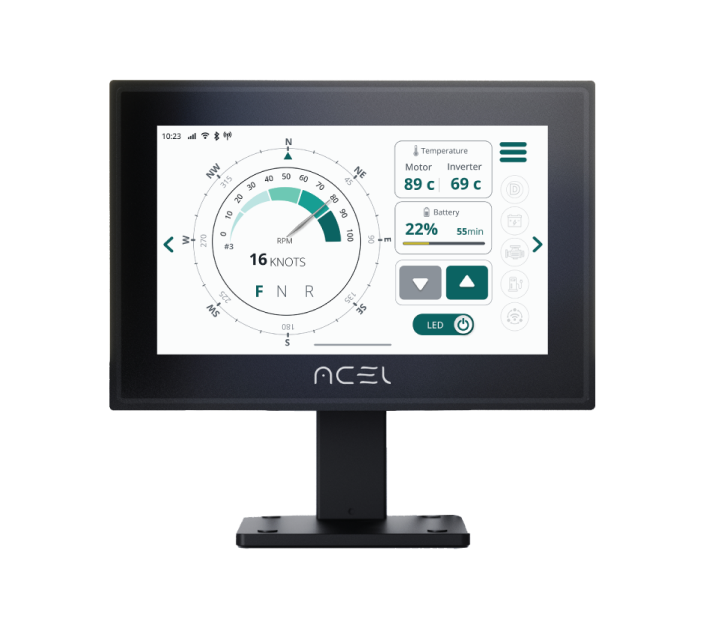 10:23
N
NE
E
SE
S
SW
W
NW
45
90
135
180
225
270
315
0 10 20 30 40 50 60 70 80 90 100
#3
RPM
16 KNOTS
F N R
Temperature
Motor Inverter
89 c 69 c
Battery
22% 55min
LED
D
ACEL